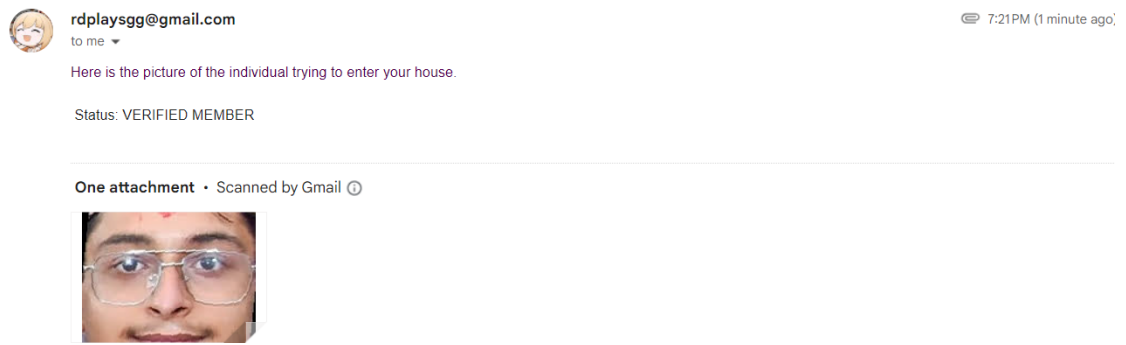 rdplaysgg@gmail.com
7:21 PM (1 minute ago)
to me
Here is the picture of the individual trying to enter your house.
Status: VERIFIED MEMBER
One attachment • Scanned by Gmail